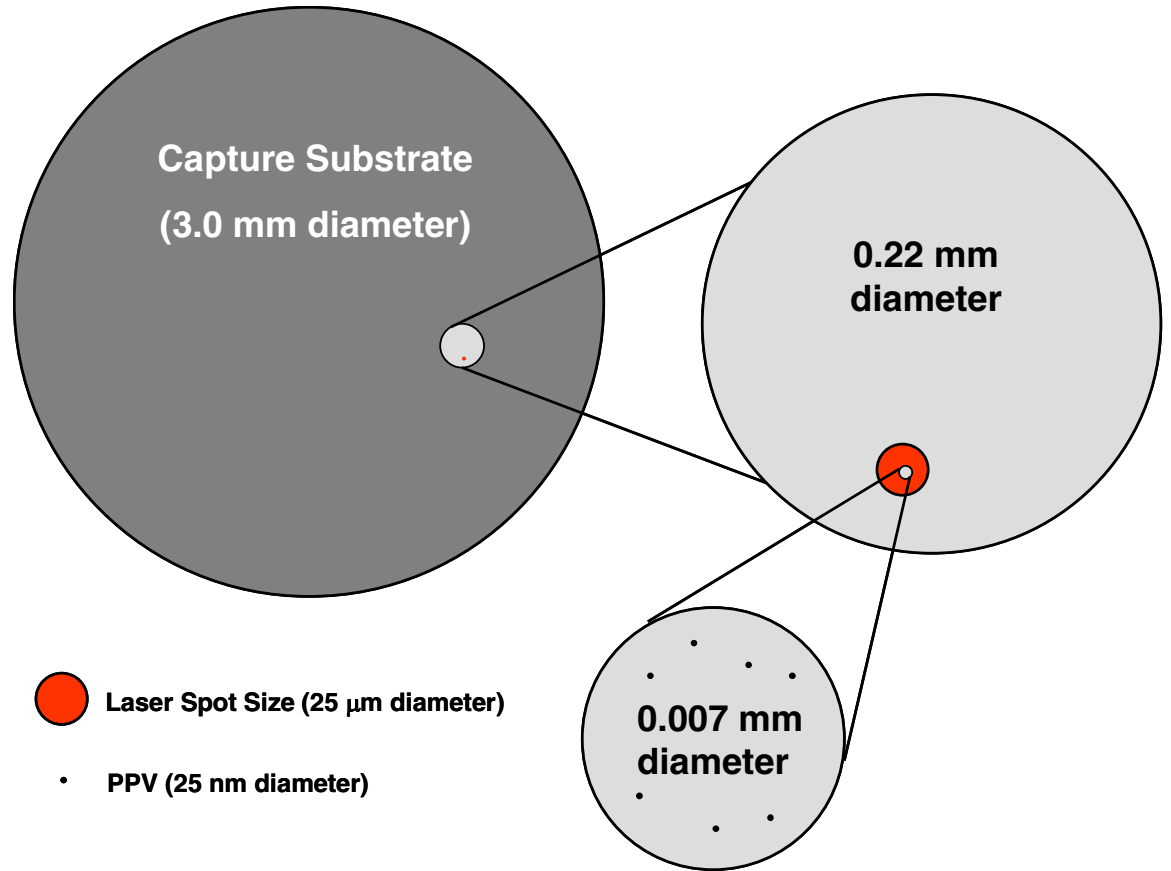 Capture Substrate
(3.0 mm diameter)
0.22 mm
diameter
0.007 mm
diameter
Laser Spot Size (25 μm diameter)
PPV (25 nm diameter)